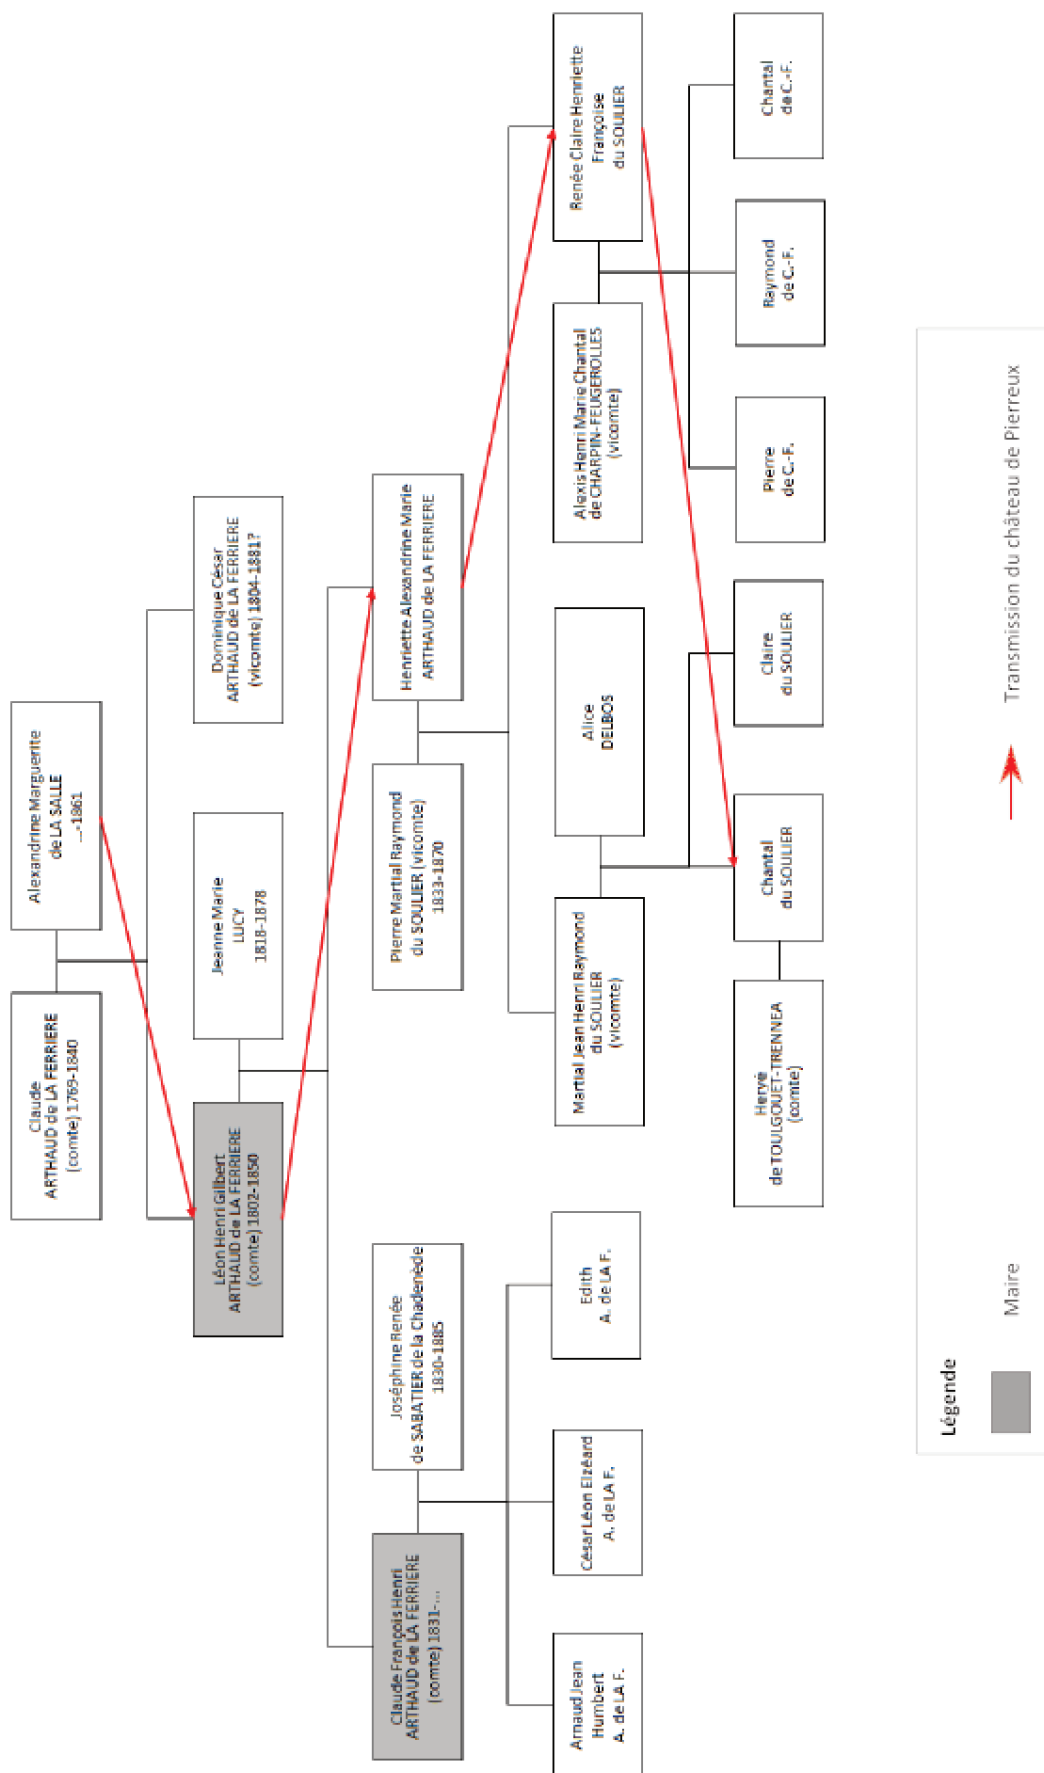 Claude
ARTHAUD de LA FERRIERE
(comte) 1769-1840
Alexandrine Marguerite
de LA SALLE
...-1861
Léon Henri Gilbert
ARTHAUD de LA FERRIERE
(comte) 1802-1850
Jeanne Marie
LUCY
1818-1878
Dominique César
ARTHAUD de LA FERRIERE
(vicomte) 1804-1881?
Claude François Henri
ARTHAUD de LA FERRIERE
(comte) 1831-...
Joséphine Renée
de SABATIER de la Chadenède
1830-1885
Pierre Martial Raymond
du SOULIER (vicomte)
1833-1870
Henriette Alexandrine Marie
ARTHAUD de LA FERRIERE
Arnaud Jean
Humbert
A. de LA F.
César Léon Elzéard
A. de LA F.
Edith
A. de LA F.
Martial Jean Henri Raymond
du SOULIER
(vicomte)
Alice
DELBOS
Alexis Henri Marie Chantal
de CHARPIN-FEUGEROLLES
(vicomte)
Renée Claire Henriette
Françoise
du SOULIER
Hervé
de TOULGOUET-TRENNEA
(comte)
Chantal
du SOULIER
Claire
du SOULIER
Pierre
de C.-F.
Raymond
de C.-F.
Chantal
de C.-F.
Légende
Maire
Transmission du château de Pierreux